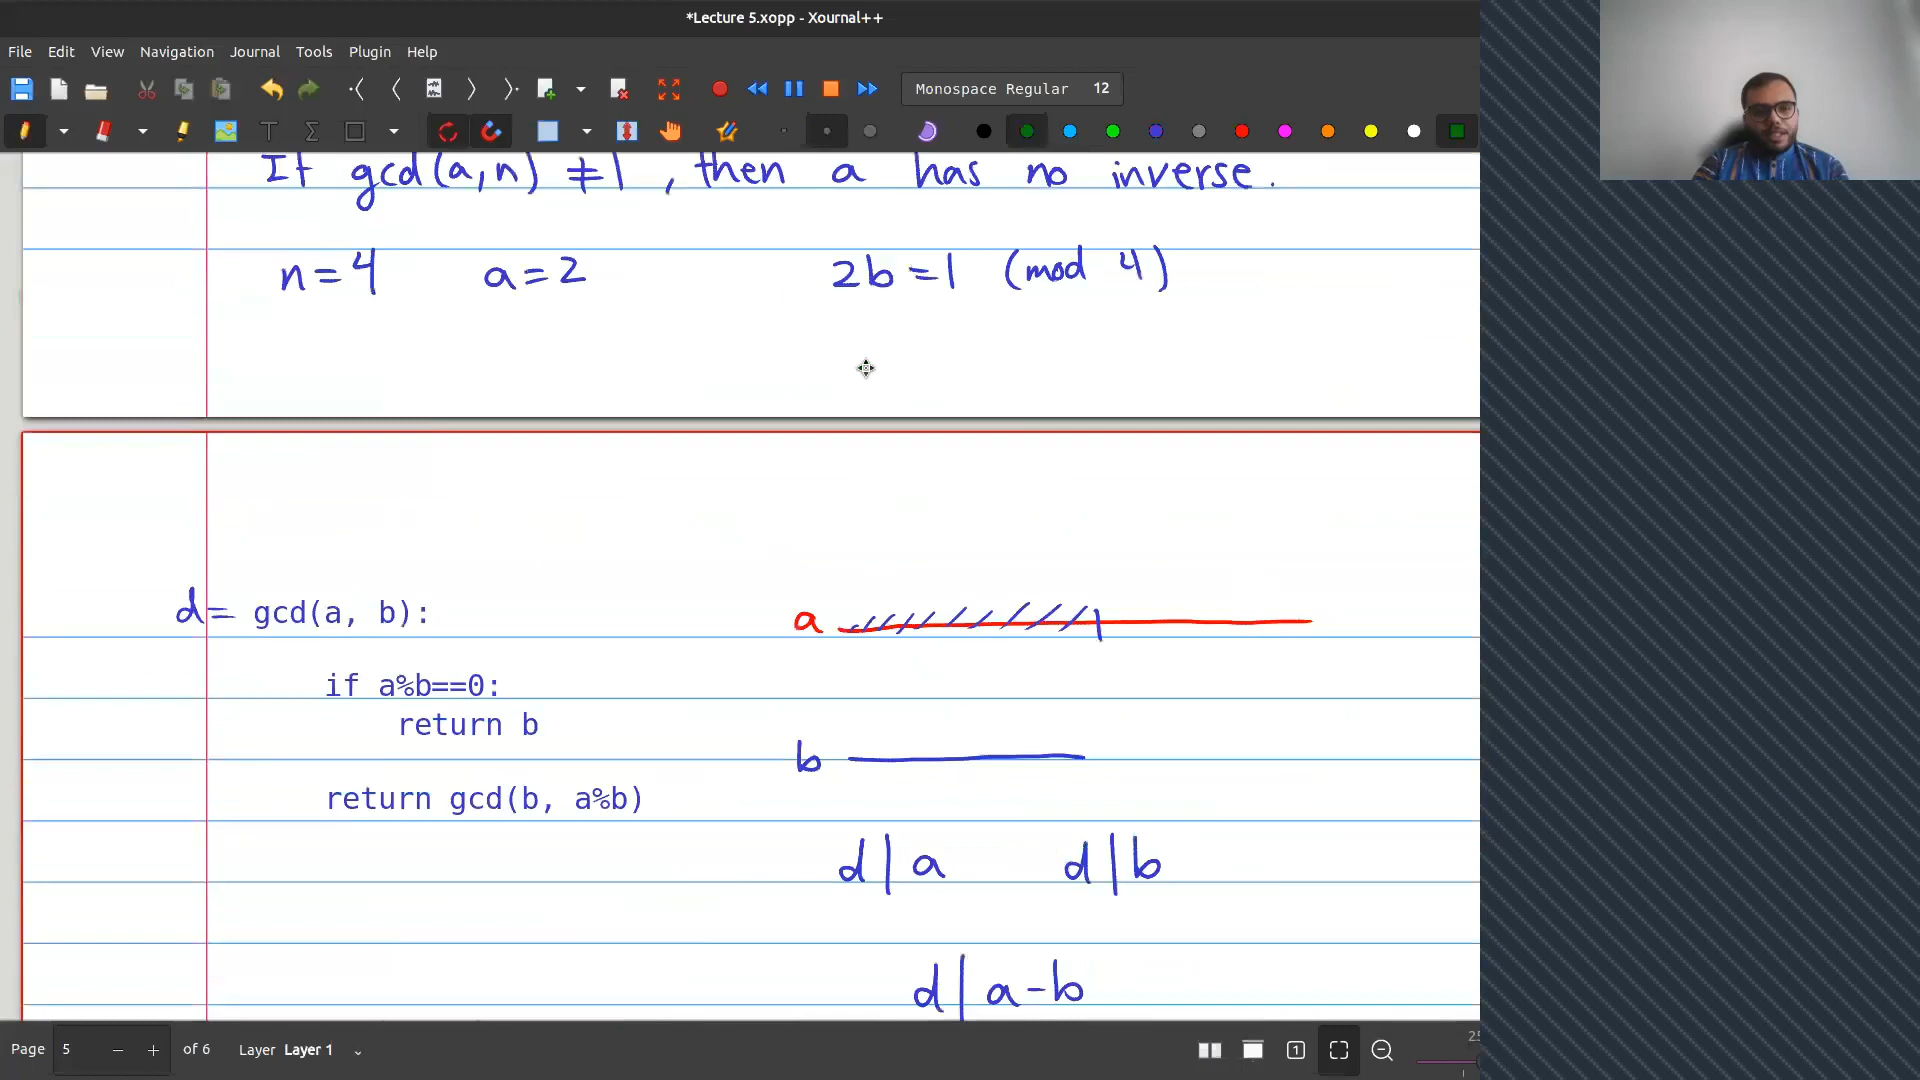 *Lecture 5.xopp - Xournal++
File Edit View Navigation Journal Tools Plugin Help
Monospace Regular 12
If gcd(a,n) ≠1 , then a has no inverse.
n=4 a=2 2b =1 (mod 4)
d= gcd(a, b):
a
if a%b==0:
return b
b
return gcd(b, a%b)
d | a d | b
d | a-b
Page 5 − + of 6 Layer Layer 1